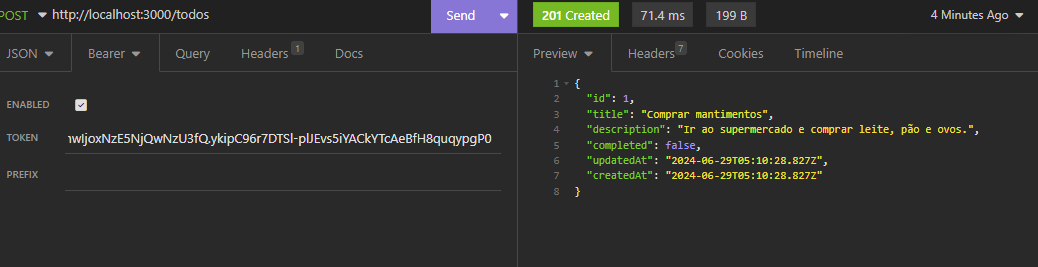 POST http://localhost:3000/todos Send 201 Created 71.4 ms 199 B 4 Minutes Ago
JSON Bearer Query Headers 1 Docs Preview Headers 7 Cookies Timeline
ENABLED
TOKEN
PREFIX
1 {
2 "id": 1,
3 "title": "Comprar mantimentos",
4 "description": "Ir ao supermercado e comprar leite, pão e ovos.",
5 "completed": false,
6 "updatedAt": "2024-06-29T05:10:28.827Z",
7 "createdAt": "2024-06-29T05:10:28.827Z"
8 }